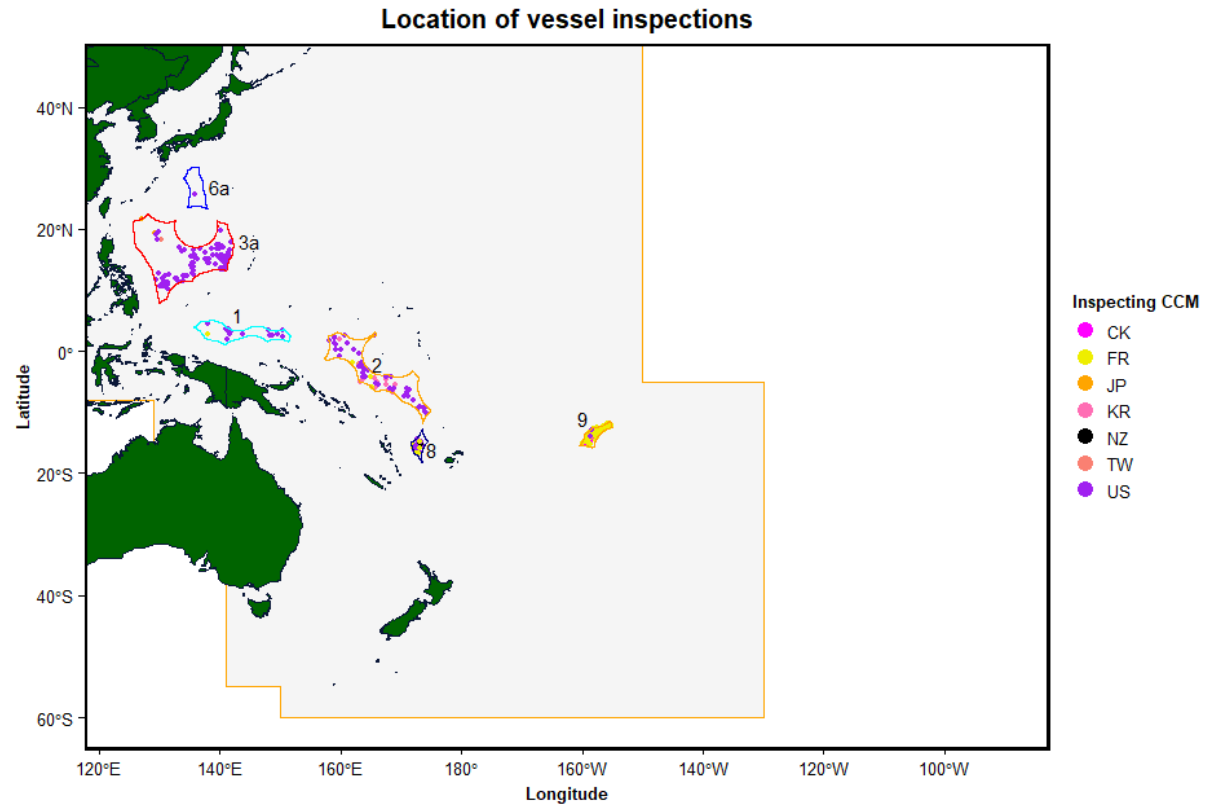 Location of vessel inspections
40°N
20°N
0°
20°S
40°S
60°S
Latitude
6a
3a
1
2
8
9
120°E
140°E
160°E
180°
160°W
140°W
120°W
100°W
Longitude
Inspecting CCM
CK
FR
JP
KR
NZ
TW
US